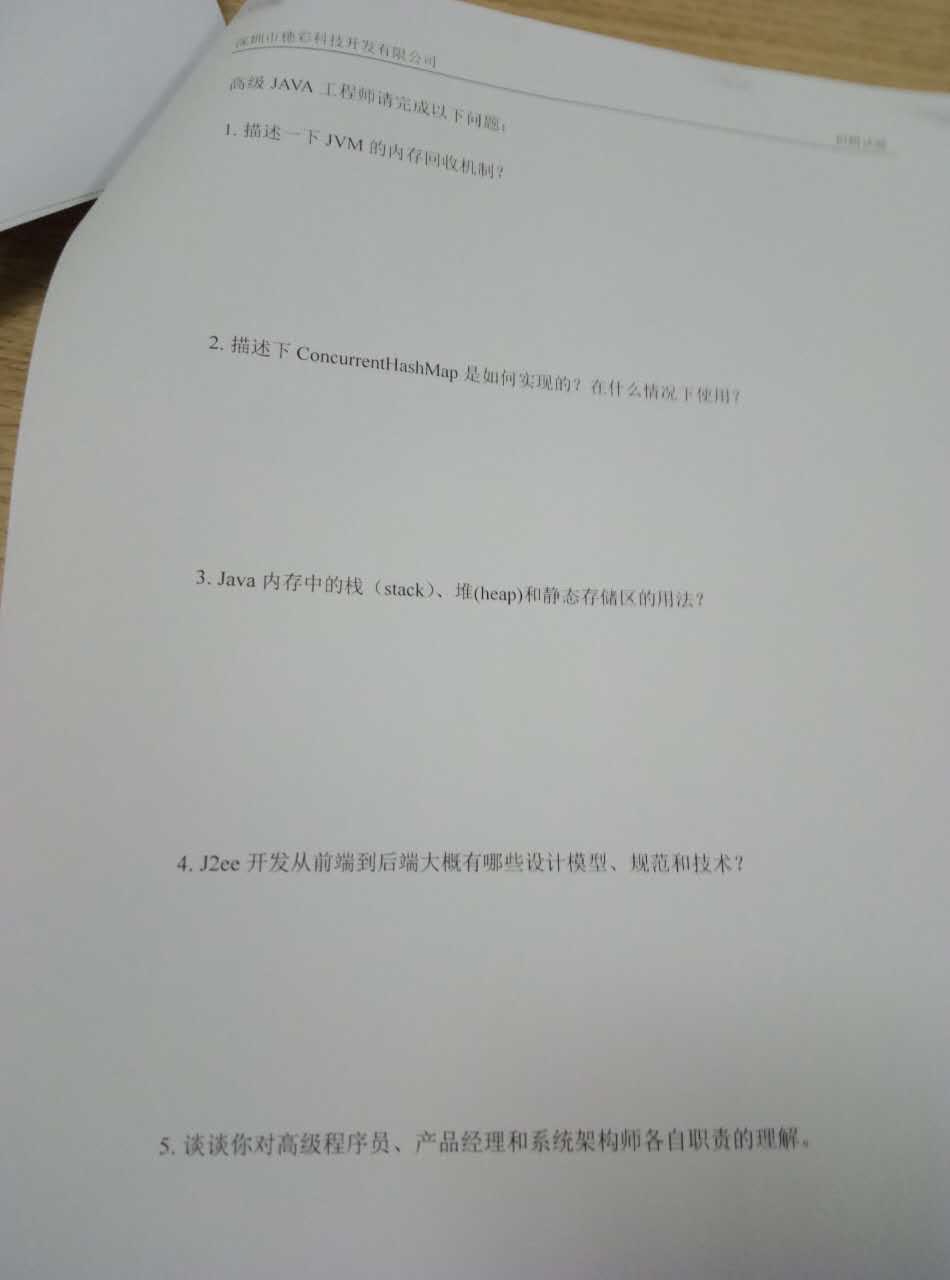 深圳市穗彩科技开发有限公司
高级 JAVA 工程师请完成以下问题：
1. 描述一下 JVM 的内存回收机制？
2. 描述下 ConcurrentHashMap 是如何实现的？在什么情况下使用？
3. Java 内存中的栈（stack）、堆(heap)和静态存储区的用法？
4. J2ee 开发从前端到后端大概有哪些设计模型、规范和技术？
5. 谈谈你对高级程序员、产品经理和系统架构师各自职责的理解。